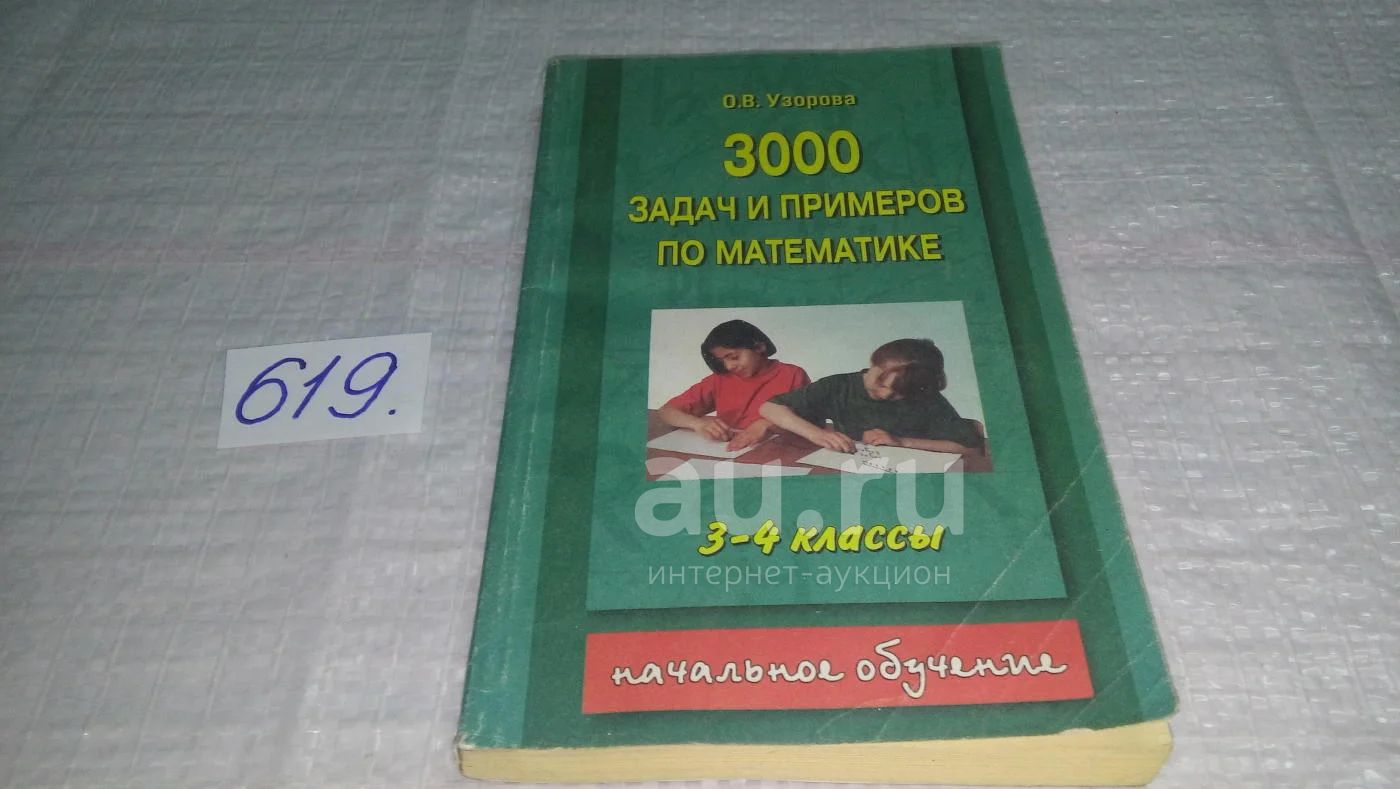 О.В. Узорова
3000
ЗАДАЧ И ПРИМЕРОВ
ПО МАТЕМАТИКЕ
619.
au.ru
3-4 классы
интернет-аукцион
начальное обучение